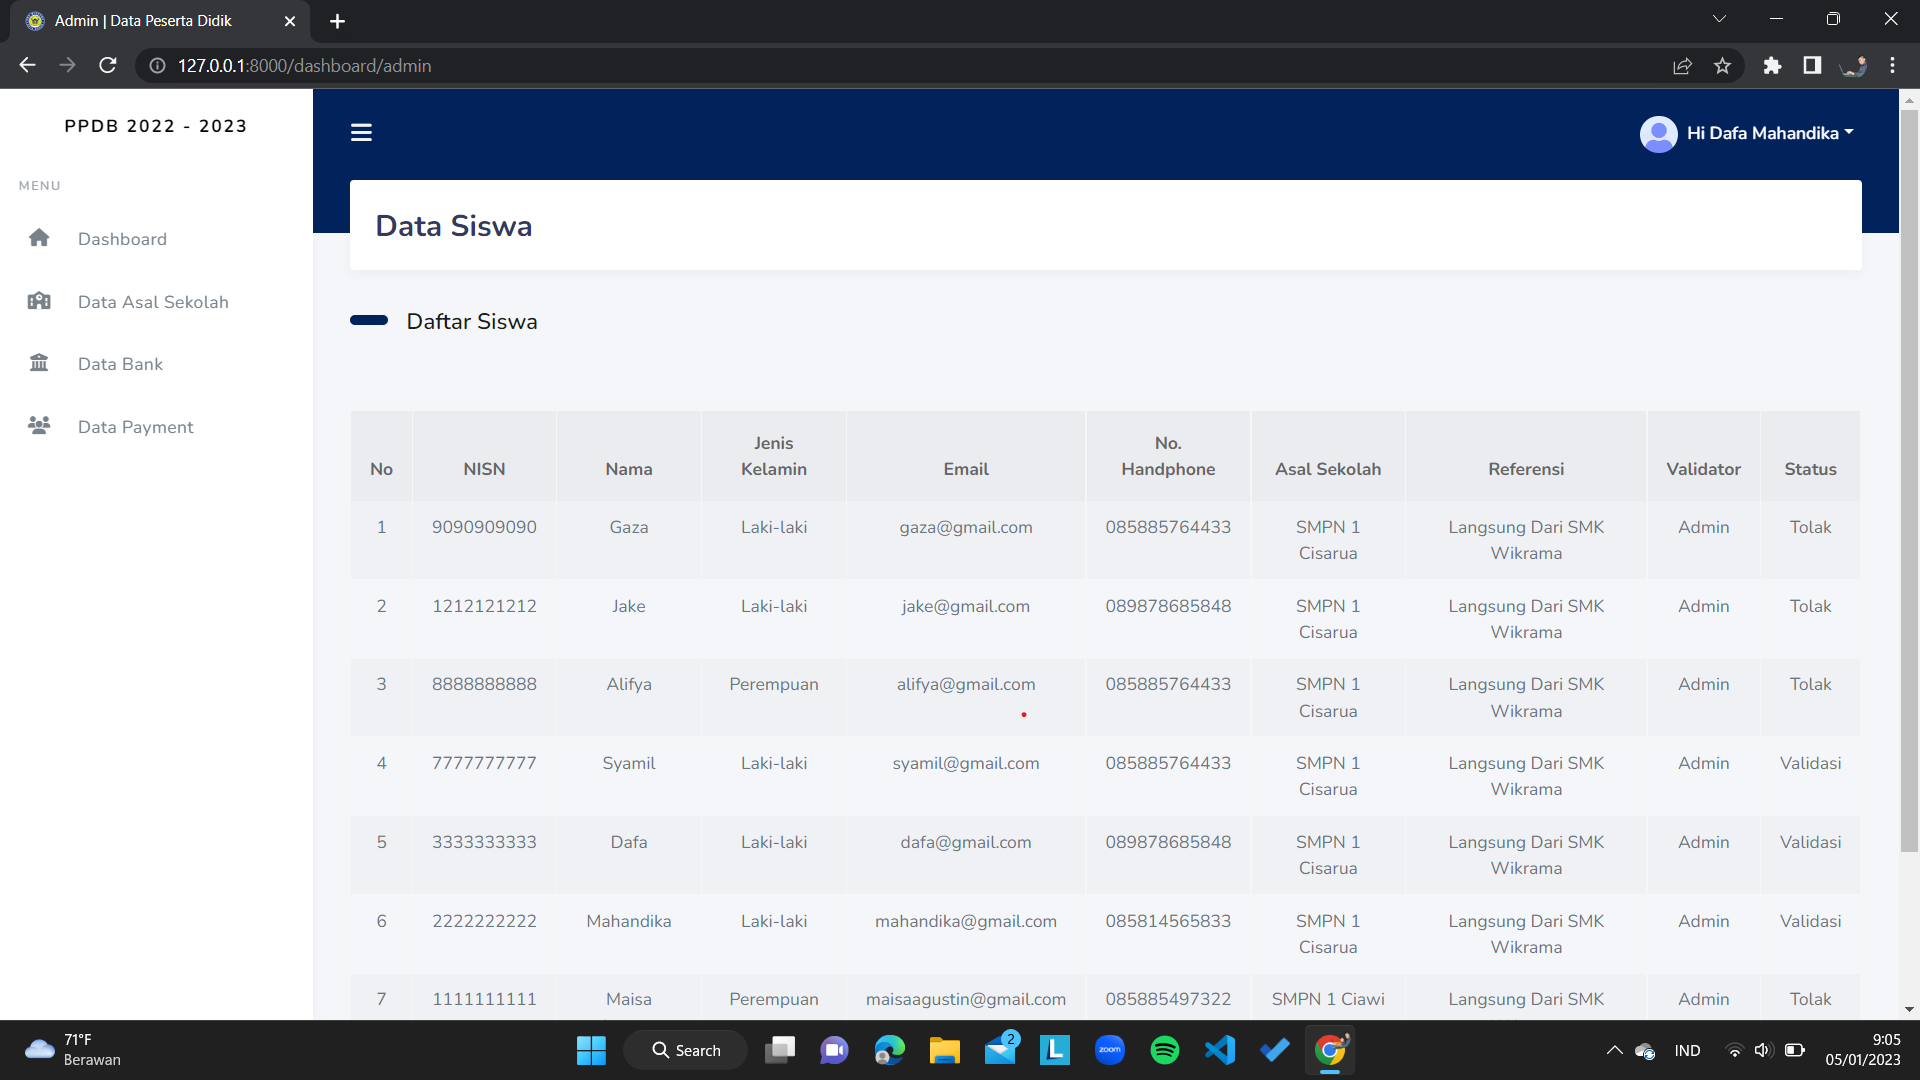 Admin | Data Peserta Didik
127.0.0.1:8000/dashboard/admin
PPDB 2022 - 2023
Hi Dafa Mahandika
MENU
Dashboard
Data Asal Sekolah
Data Bank
Data Payment
Data Siswa
Daftar Siswa
No NISN Nama Jenis Kelamin Email No. Handphone Asal Sekolah Referensi Validator Status
1 9090909090 Gaza Laki-laki gaza@gmail.com 085885764433 SMPN 1 Langsung Dari SMK Admin Tolak
Cisarua Wikrama
2 1212121212 Jake Laki-laki jake@gmail.com 089878685848 SMPN 1 Langsung Dari SMK Admin Tolak
Cisarua Wikrama
3 8888888888 Alifya Perempuan alifya@gmail.com 085885764433 SMPN 1 Langsung Dari SMK Admin Tolak
Cisarua Wikrama
4 7777777777 Syamil Laki-laki syamil@gmail.com 085885764433 SMPN 1 Langsung Dari SMK Admin Validasi
Cisarua Wikrama
5 3333333333 Dafa Laki-laki dafa@gmail.com 089878685848 SMPN 1 Langsung Dari SMK Admin Validasi
Cisarua Wikrama
6 2222222222 Mahandika Laki-laki mahandika@gmail.com 085814565833 SMPN 1 Langsung Dari SMK Admin Validasi
Cisarua Wikrama
7 1111111111 Maisa Perempuan maisaagustin@gmail.com 085885497322 SMPN 1 Ciawi Langsung Dari SMK Admin Tolak
71°F
Berawan
Search
2
L
zoom
IND
9:05
05/01/2023